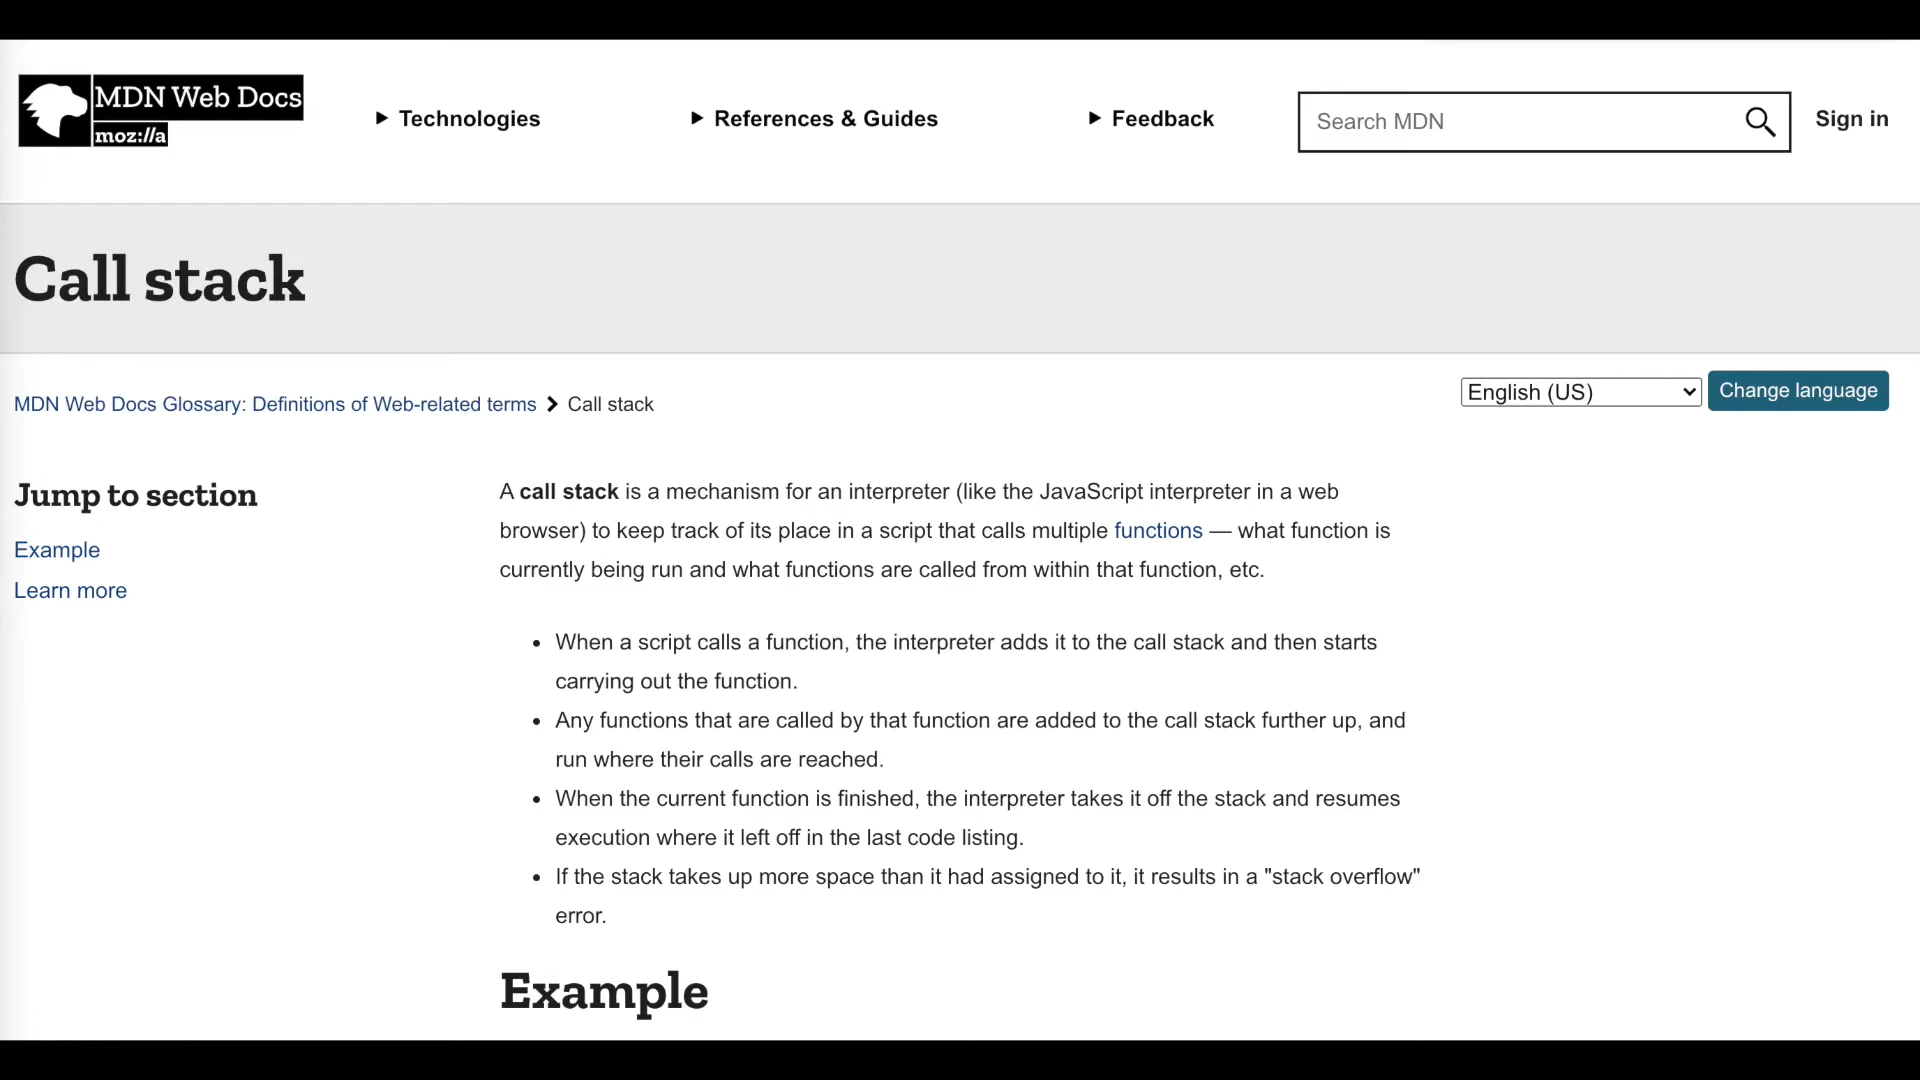 MDN Web Docs
moz://a
Technologies
References & Guides
Feedback
Search MDN
Sign in
Call stack
MDN Web Docs Glossary: Definitions of Web-related terms
Call stack
English (US)
Change language
Jump to section
Example
Learn more
A call stack is a mechanism for an interpreter (like the JavaScript interpreter in a web
browser) to keep track of its place in a script that calls multiple functions — what function is
currently being run and what functions are called from within that function, etc.
When a script calls a function, the interpreter adds it to the call stack and then starts
carrying out the function.
Any functions that are called by that function are added to the call stack further up, and
run where their calls are reached.
When the current function is finished, the interpreter takes it off the stack and resumes
execution where it left off in the last code listing.
If the stack takes up more space than it had assigned to it, it results in a "stack overflow"
error.
Example